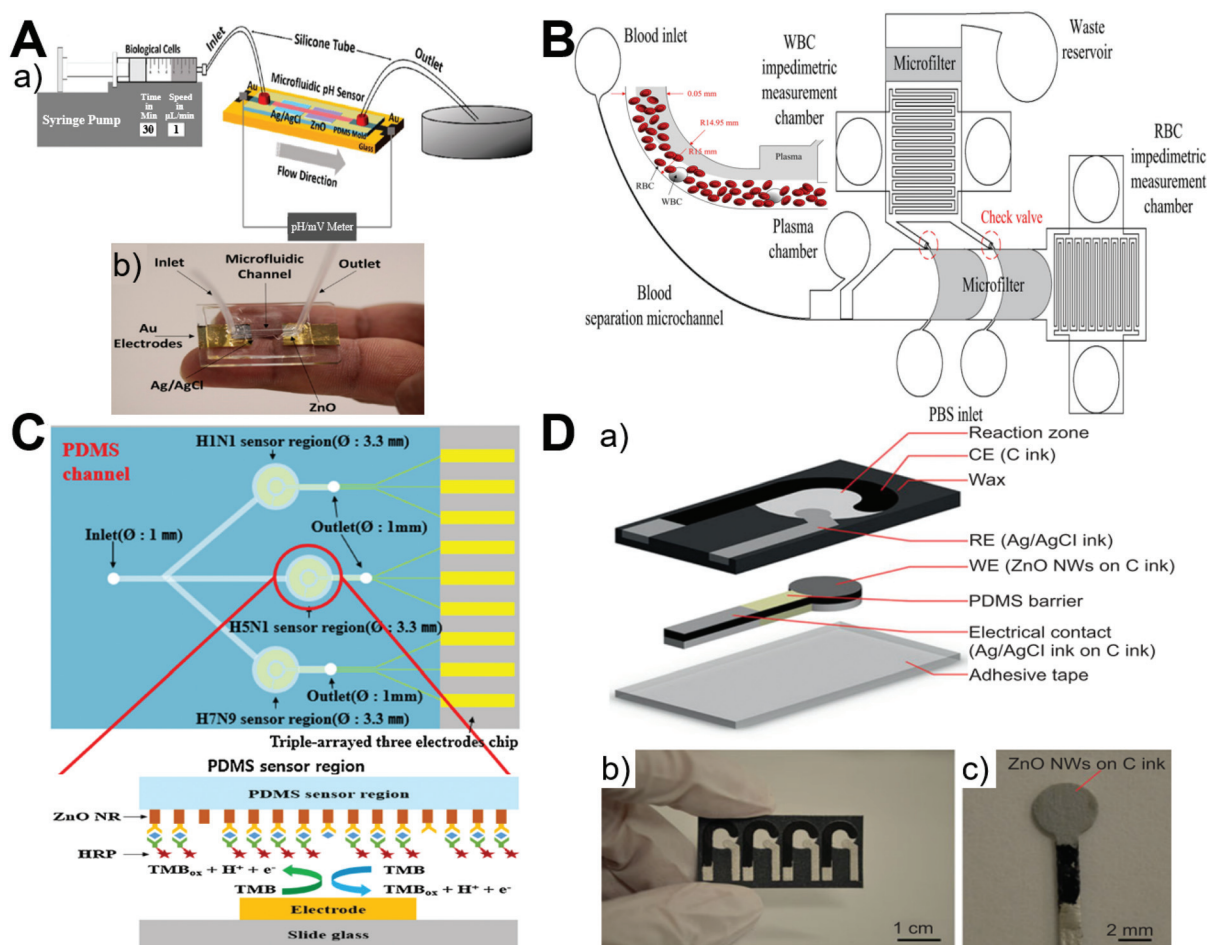 A
a)
Biological Cells
Time
in
Min
30
Speed
in
µL/min
1
Syringe Pump
Inlet
Silicone Tube
Outlet
Au
Microfluidic pH Sensor
Au
Ag/AgCl
ZnO
PDMS Mold
Glass
Flow Direction
pH/mV Meter
b)
Inlet
Microfluidic
Channel
Outlet
Au
Electrodes
Ag/AgCl
ZnO
B
Blood inlet
WBC
impedimetric
measurement
chamber
Microfilter
Waste
reservoir
0.05 mm
R14.95 mm
R15 mm
Plasma
RBC
WBC
RBC
impedimetric
measurement
chamber
Plasma
chamber
Check valve
Blood
separation microchannel
Microfilter
PBS inlet
C
PDMS
channel
H1N1 sensor region(Ø : 3.3 mm)
Inlet(Ø : 1 mm)
Outlet(Ø : 1mm)
H5N1 sensor region(Ø : 3.3 mm)
Outlet(Ø : 1mm)
H7N9 sensor region(Ø : 3.3 mm)
Triple-arrayed three electrodes chip
PDMS sensor region
PDMS sensor region
ZnO NR
HRP
TMBox + H+ + e-
TMB
TMB
TMBox + H+ + e-
Electrode
Slide glass
D
a)
Reaction zone
CE (C ink)
Wax
RE (Ag/AgCl ink)
WE (ZnO NWs on C ink)
PDMS barrier
Electrical contact
(Ag/AgCl ink on C ink)
Adhesive tape
b)
1 cm
c)
ZnO NWs on C ink
2 mm